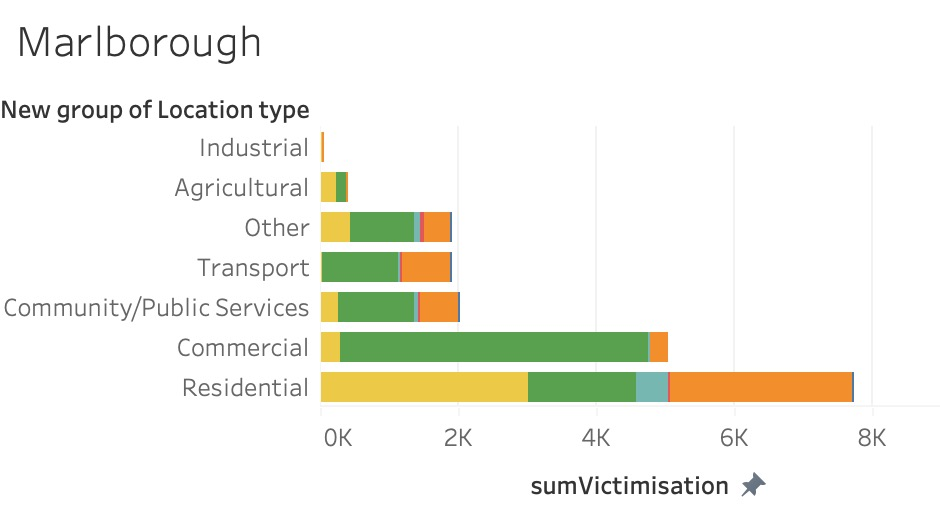 Marlborough
New group of Location type
Industrial
Agricultural
Other
Transport
Community/Public Services
Commercial
Residential
0K 2K 4K 6K 8K
sumVictimisation